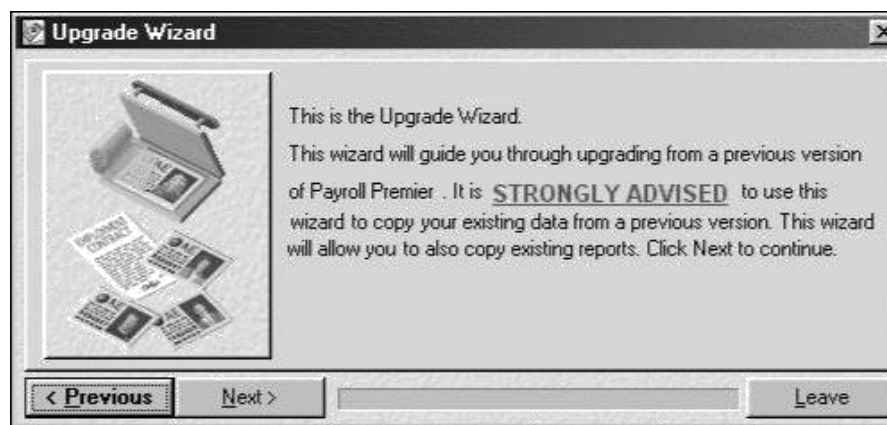 Upgrade Wizard
This is the Upgrade Wizard.
This wizard will guide you through upgrading from a previous version
of Payroll Premier . It is STRONGLY ADVISED to use this
wizard to copy your existing data from a previous version. This wizard
will allow you to also copy existing reports. Click Next to continue.
< Previous Next > Leave